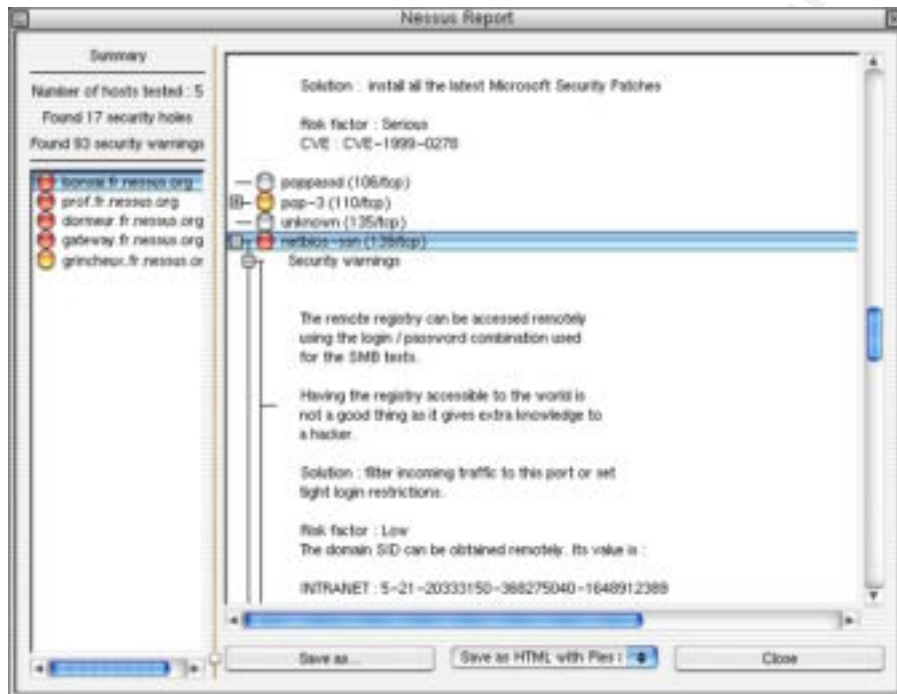 Nessus Report
Summary
Number of hosts tested : 5
Found 17 security holes
Found 93 security warnings
bonsai.fr.nessus.org
prof.fr.nessus.org
dormeur.fr.nessus.org
gateway.fr.nessus.org
grincheux.fr.nessus.or
Solution : install all the latest Microsoft Security Patches
Risk factor : Serious
CVE : CVE-1999-0278
poppassd (106/tcp)
pop-3 (110/tcp)
unknown (135/tcp)
netbios-ssn (139/tcp)
Security warnings
The remote registry can be accessed remotely
using the login / password combination used
for the SMB tests.
Having the registry accessible to the world is
not a good thing as it gives extra knowledge to
a hacker.
Solution : filter incoming traffic to this port or set
tight login restrictions.
Risk factor : Low
The domain SID can be obtained remotely. Its value is :
INTRANET : 5-21-20333150-368275040-1648912389
Save as...
Save as HTML with Pies
Close